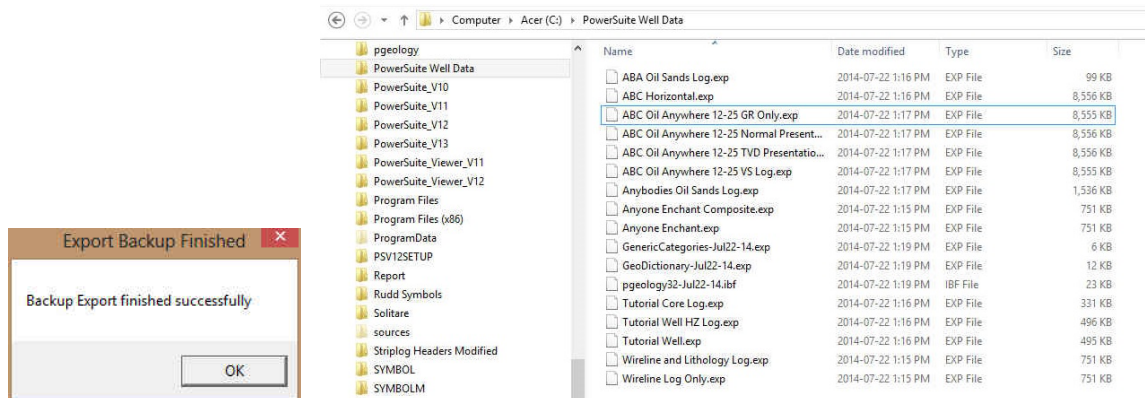 Export Backup Finished
Backup Export finished successfully
OK
Computer Acer (C:) PowerSuite Well Data
pgeology
PowerSuite Well Data
PowerSuite_V10
PowerSuite_V11
PowerSuite_V12
PowerSuite_V13
PowerSuite_Viewer_V11
PowerSuite_Viewer_V12
Program Files
Program Files (x86)
ProgramData
PSV12SETUP
Report
Rudd Symbols
Solitare
sources
Striplog Headers Modified
SYMBOL
SYMBOLM
Name Date modified Type Size
ABA Oil Sands Log.exp 2014-07-22 1:16 PM EXP File 99 KB
ABC Horizontal.exp 2014-07-22 1:16 PM EXP File 8,556 KB
ABC Oil Anywhere 12-25 GR Only.exp 2014-07-22 1:17 PM EXP File 8,555 KB
ABC Oil Anywhere 12-25 Normal Present... 2014-07-22 1:17 PM EXP File 8,556 KB
ABC Oil Anywhere 12-25 TVD Presentatio... 2014-07-22 1:17 PM EXP File 8,556 KB
ABC Oil Anywhere 12-25 VS Log.exp 2014-07-22 1:17 PM EXP File 8,555 KB
Anybodies Oil Sands Log.exp 2014-07-22 1:17 PM EXP File 1,536 KB
Anyone Enchant Composite.exp 2014-07-22 1:15 PM EXP File 751 KB
Anyone Enchant.exp 2014-07-22 1:15 PM EXP File 751 KB
GenericCategories-Jul22-14.exp 2014-07-22 1:19 PM EXP File 6 KB
GeoDictionary-Jul22-14.exp 2014-07-22 1:19 PM EXP File 12 KB
pgeology32-Jul22-14.ibf 2014-07-22 1:19 PM IBF File 23 KB
Tutorial Core Log.exp 2014-07-22 1:16 PM EXP File 331 KB
Tutorial Well HZ Log.exp 2014-07-22 1:16 PM EXP File 496 KB
Tutorial Well.exp 2014-07-22 1:16 PM EXP File 495 KB
Wireline and Lithology Log.exp 2014-07-22 1:15 PM EXP File 751 KB
Wireline Log Only.exp 2014-07-22 1:15 PM EXP File 751 KB